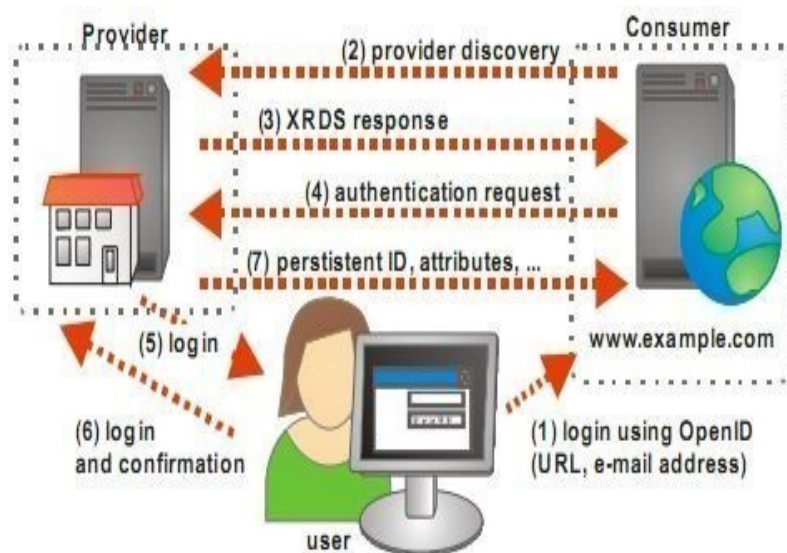 Provider
Consumer
(2) provider discovery
(3) XRDS response
(4) authentication request
(7) perstistent ID, attributes, ...
www.example.com
(5) login
(6) login
and confirmation
(1) login using OpenID
(URL, e-mail address)
user